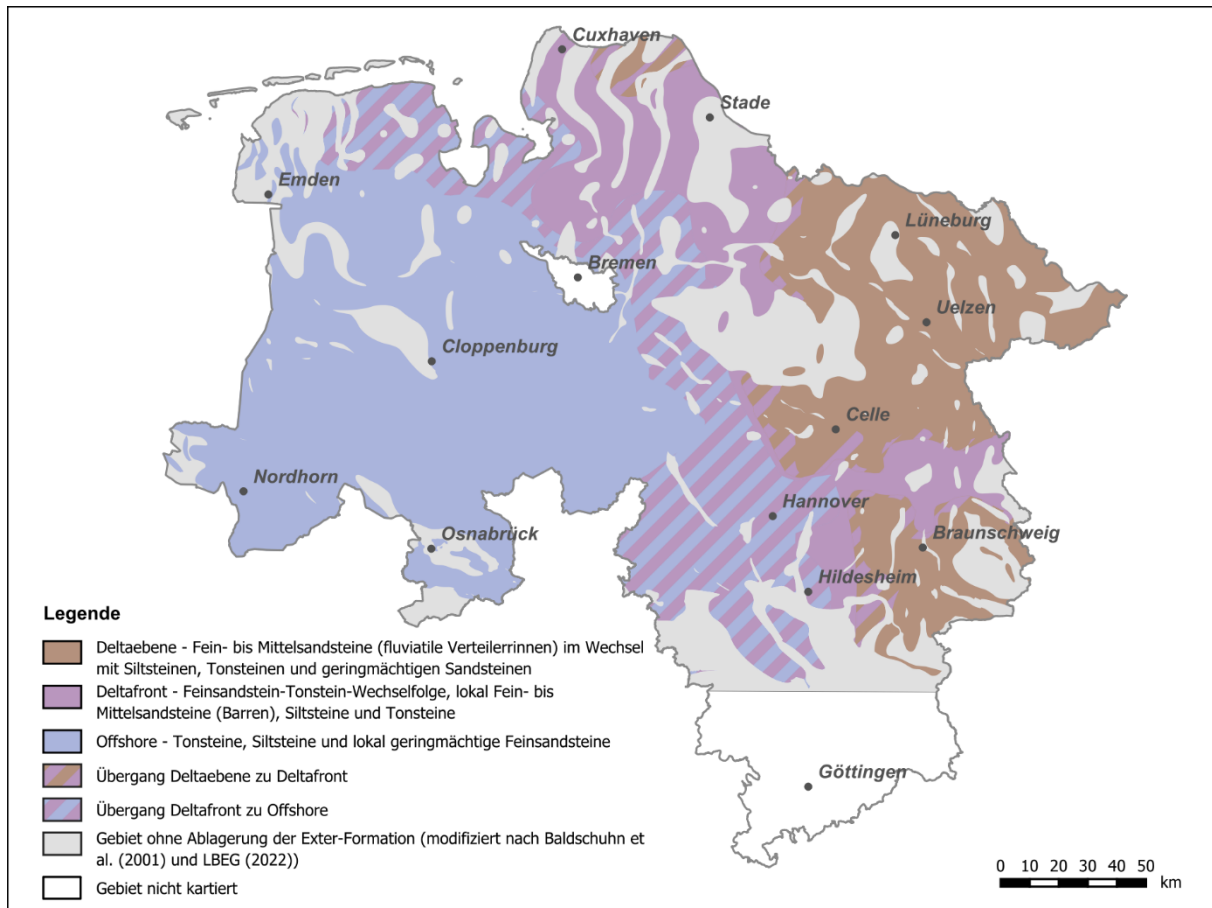 Cuxhaven
Stade
Emden
Lüneburg
Bremen
Uelzen
Cloppenburg
Celle
Nordhorn
Hannover
Osnabrück
Braunschweig
Hildesheim
Göttingen
Legende
Deltaebene - Fein- bis Mittelsandsteine (fluviatile Verteilerrinnen) im Wechsel
mit Siltsteinen, Tonsteinen und geringmächtigen Sandsteinen
Deltafront - Feinsandstein-Tonstein-Wechselfolge, lokal Fein- bis
Mittelsandsteine (Barren), Siltsteine und Tonsteine
Offshore - Tonsteine, Siltsteine und lokal geringmächtige Feinsandsteine
Übergang Deltaebene zu Deltafront
Übergang Deltafront zu Offshore
Gebiet ohne Ablagerung der Exter-Formation (modifiziert nach Baldschuhn et
al. (2001) und LBEG (2022))
Gebiet nicht kartiert
0 10 20 30 40 50
km